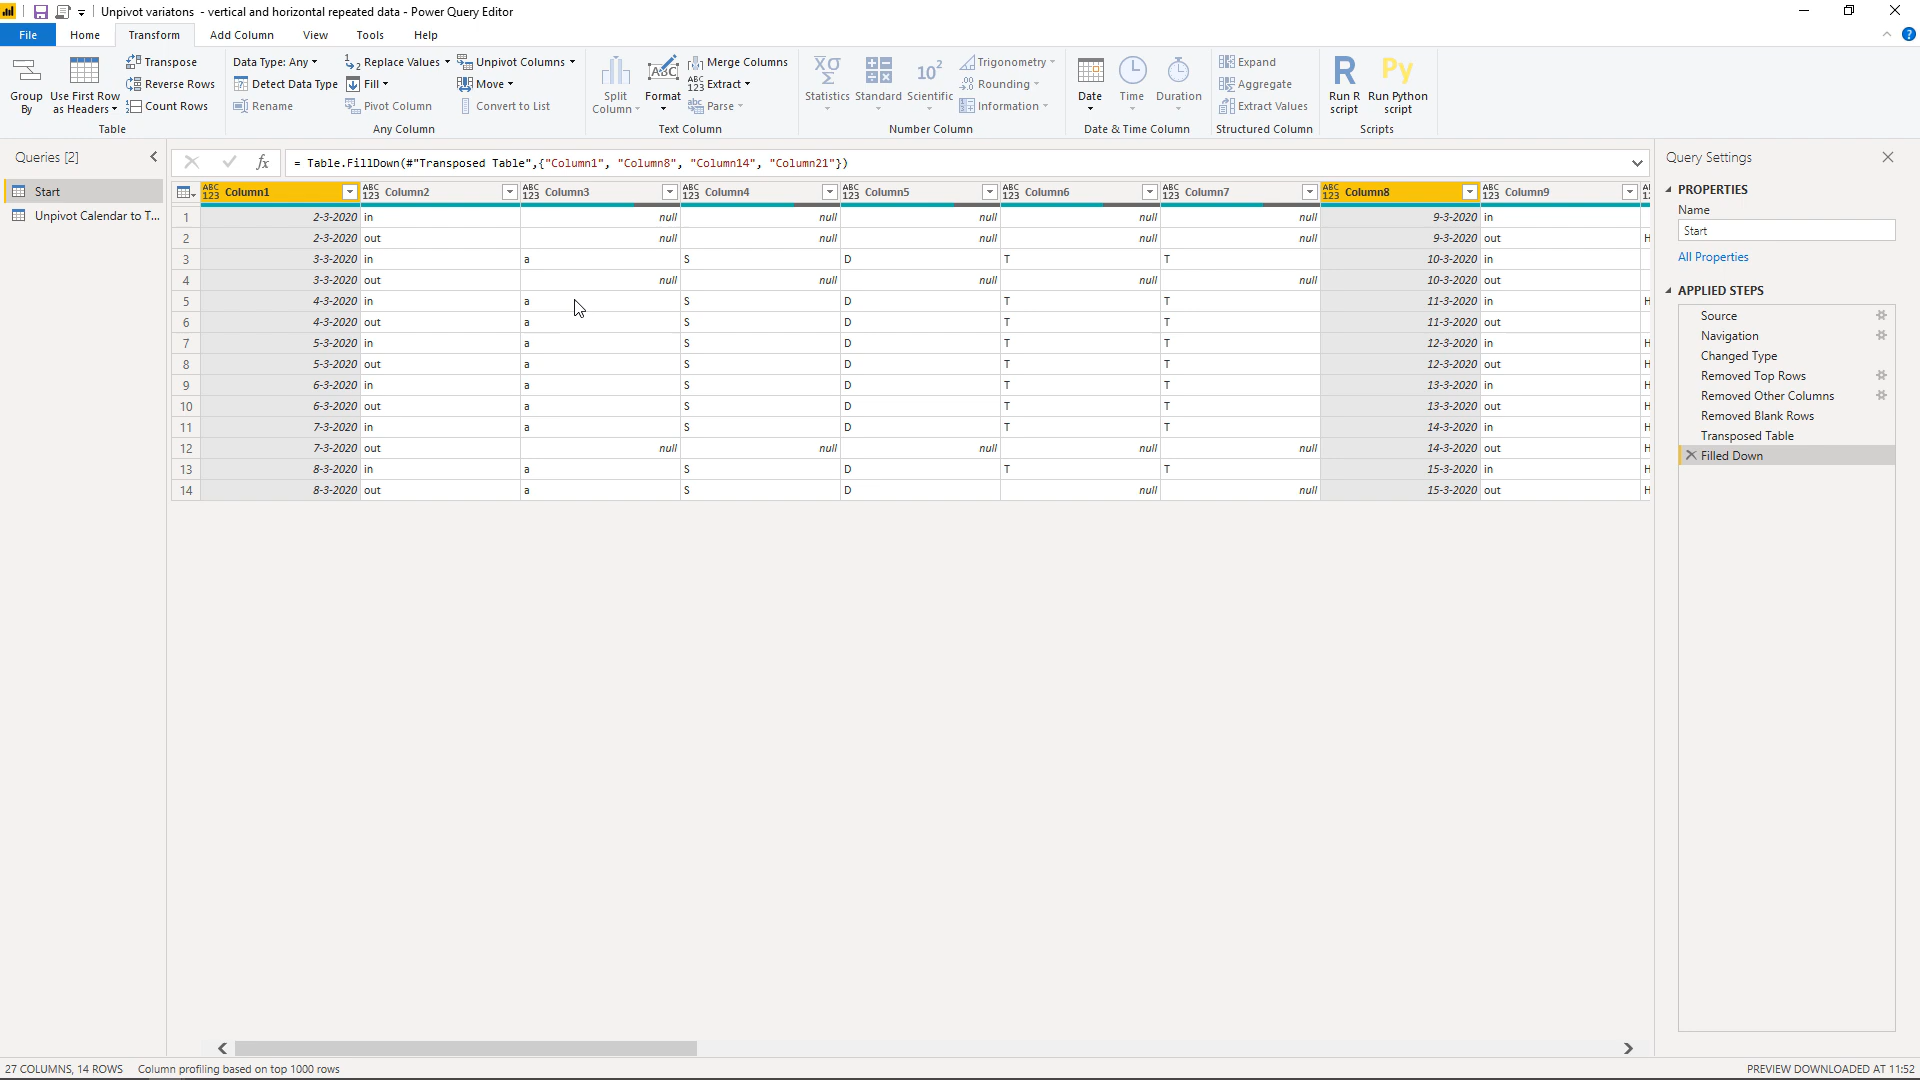 Unpivot variatons - vertical and horizontal repeated data - Power Query Editor
File Home Transform Add Column View Tools Help
Group By
Use First Row as Headers
Transpose
Reverse Rows
Count Rows
Table
Data Type: Any
Detect Data Type
Rename
Replace Values
Fill
Pivot Column
Unpivot Columns
Move
Convert to List
Any Column
Split Column
Format
Merge Columns
Extract
Parse
Text Column
Statistics
Standard
Scientific
Trigonometry
Rounding
Information
Number Column
Date
Time
Duration
Date & Time Column
Expand
Aggregate
Extract Values
Structured Column
Run R script
Run Python script
Scripts
Queries [2]
Start
Unpivot Calendar to T...
= Table.FillDown(#"Transposed Table",{"Column1", "Column8", "Column14", "Column21"})
Column1 Column2 Column3 Column4 Column5 Column6 Column7 Column8 Column9
1 2-3-2020 in null null null null null 9-3-2020 in
2 2-3-2020 out null null null null null 9-3-2020 out H
3 3-3-2020 in a S D T T 10-3-2020 in
4 3-3-2020 out null null null null null 10-3-2020 out
5 4-3-2020 in a S D T T 11-3-2020 in H
6 4-3-2020 out a S D T T 11-3-2020 out
7 5-3-2020 in a S D T T 12-3-2020 in H
8 5-3-2020 out a S D T T 12-3-2020 out H
9 6-3-2020 in a S D T T 13-3-2020 in H
10 6-3-2020 out a S D T T 13-3-2020 out H
11 7-3-2020 in a S D T T 14-3-2020 in H
12 7-3-2020 out null null null null null 14-3-2020 out H
13 8-3-2020 in a S D T T 15-3-2020 in H
14 8-3-2020 out a S D null null 15-3-2020 out H
Query Settings
PROPERTIES
Name
Start
All Properties
APPLIED STEPS
Source
Navigation
Changed Type
Removed Top Rows
Removed Other Columns
Removed Blank Rows
Transposed Table
Filled Down
27 COLUMNS, 14 ROWS Column profiling based on top 1000 rows
PREVIEW DOWNLOADED AT 11:52